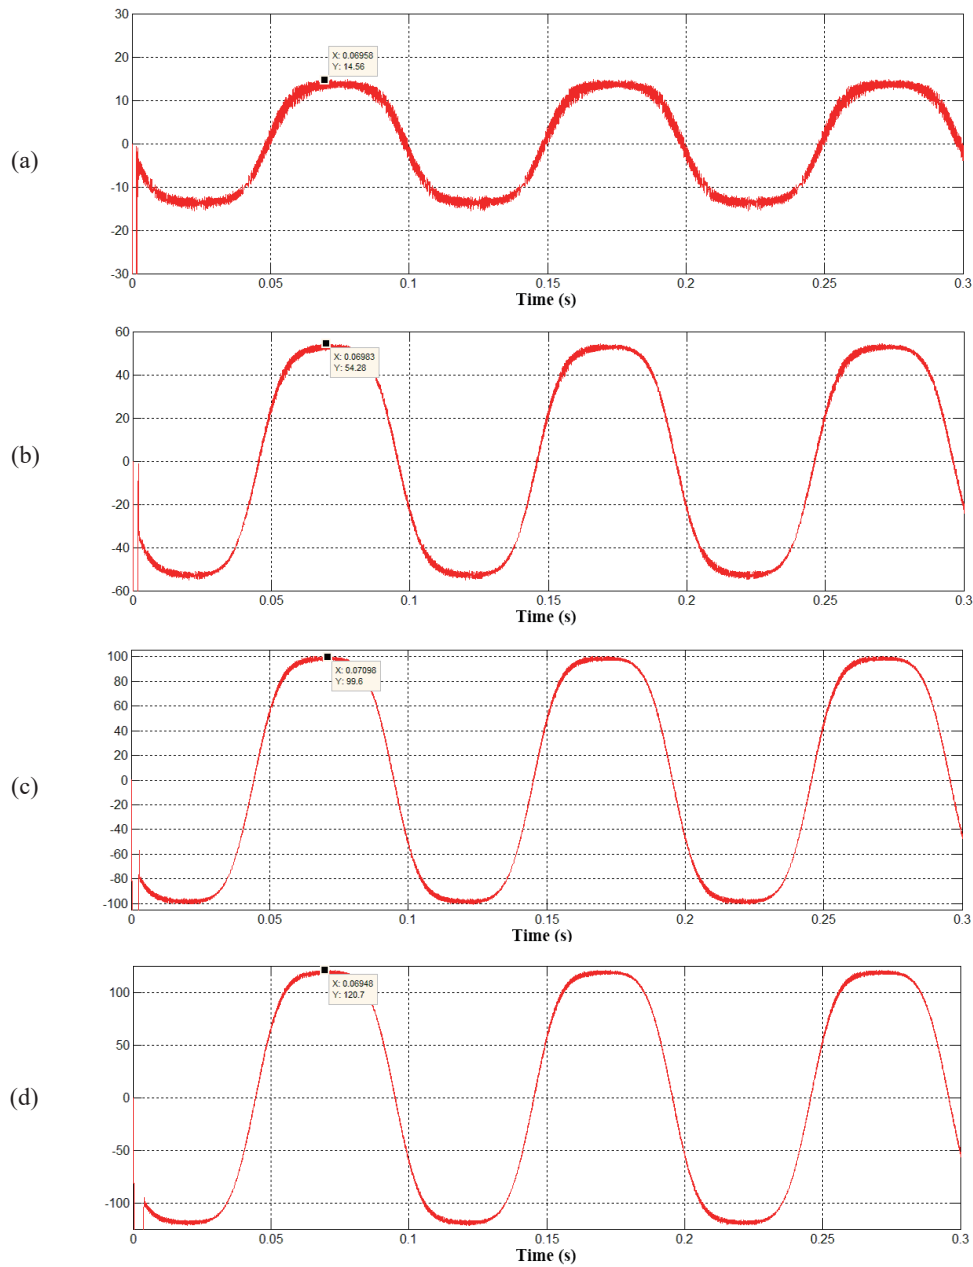 (a)
30
20
10
0
-10
-20
-30
X: 0.06958
Y: 14.56
0 0.05 0.1 0.15 0.2 0.25 0.3
Time (s)
(b)
60
40
20
0
-20
-40
-60
X: 0.06983
Y: 54.28
0 0.05 0.1 0.15 0.2 0.25 0.3
Time (s)
(c)
100
80
60
40
20
0
-20
-40
-60
-80
-100
X: 0.07098
Y: 99.6
0 0.05 0.1 0.15 0.2 0.25 0.3
Time (s)
(d)
100
50
0
-50
-100
X: 0.06948
Y: 120.7
0 0.05 0.1 0.15 0.2 0.25 0.3
Time (s)